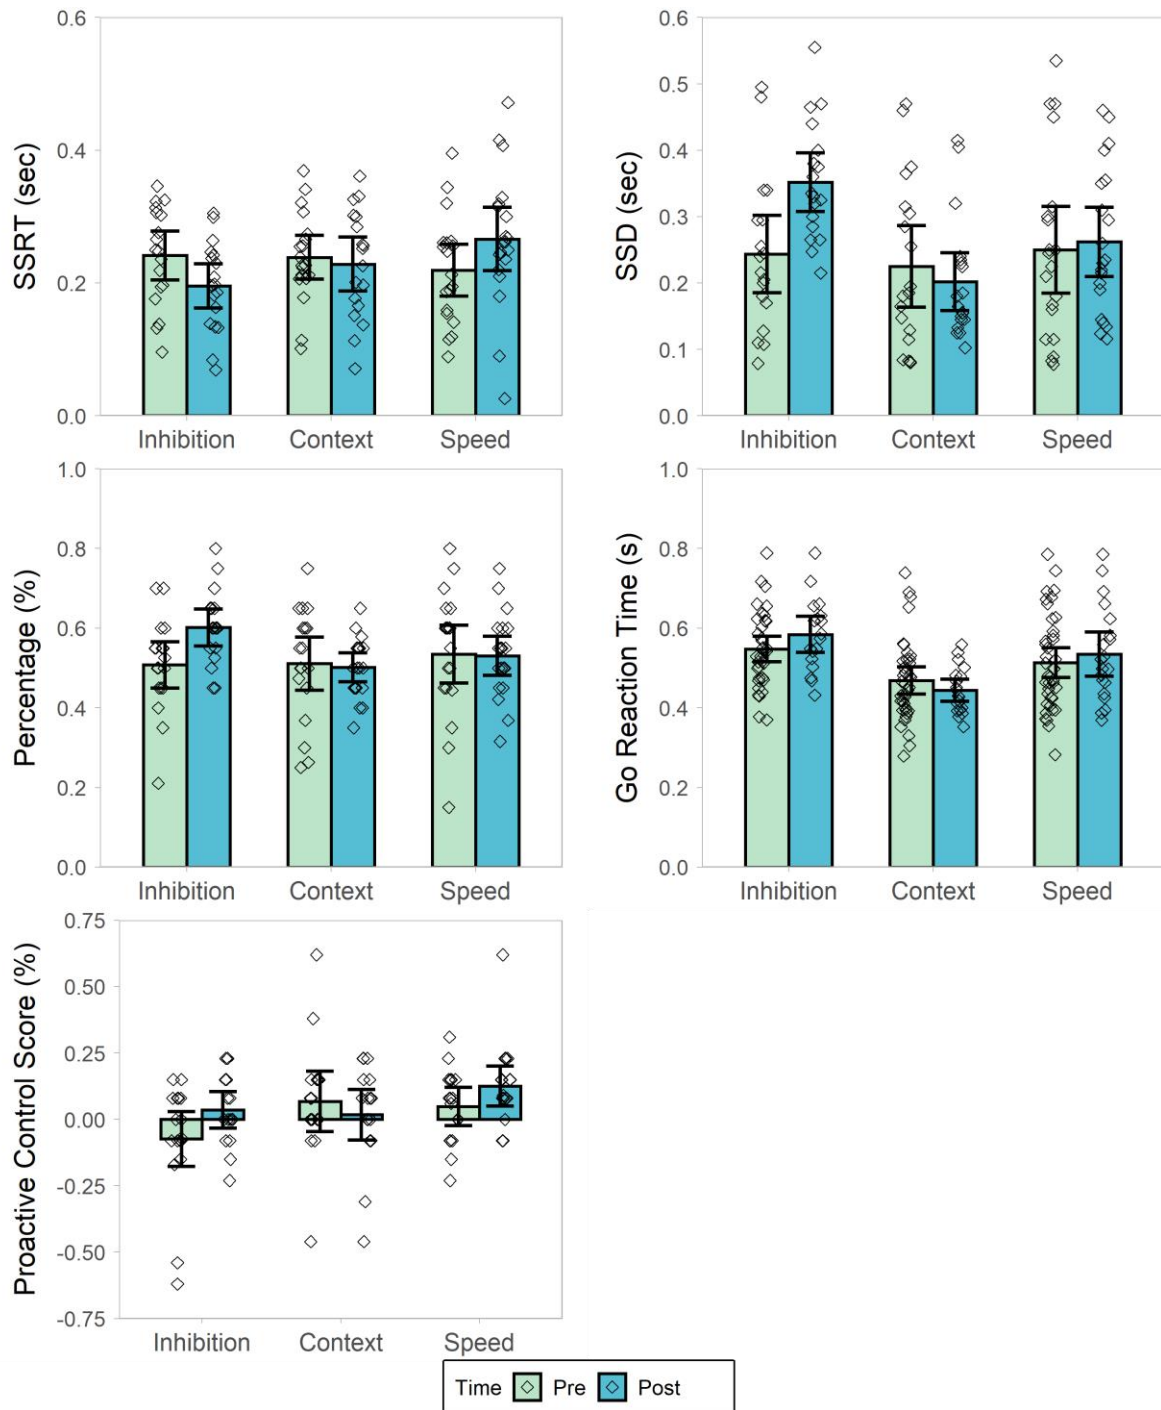 SSRT (sec)
0.6
0.4
0.2
0.0
Inhibition Context Speed
SSD (sec)
0.6
0.5
0.4
0.3
0.2
0.1
0.0
Inhibition Context Speed
Percentage (%)
1.0
0.8
0.6
0.4
0.2
0.0
Inhibition Context Speed
Go Reaction Time (s)
1.0
0.8
0.6
0.4
0.2
0.0
Inhibition Context Speed
Proactive Control Score (%)
0.75
0.50
0.25
0.00
-0.25
-0.50
-0.75
Inhibition Context Speed
Time Pre Post